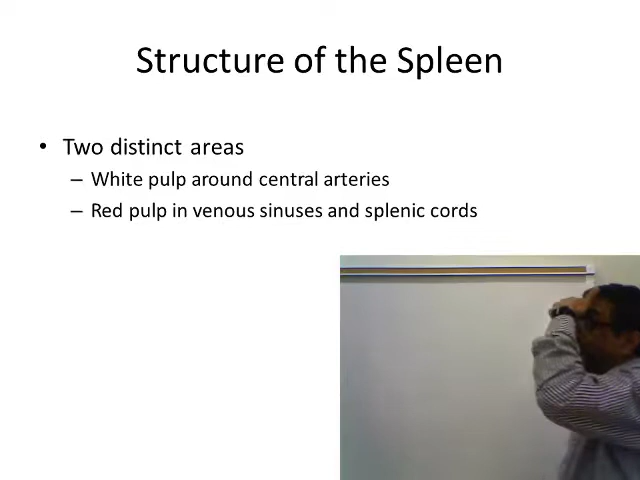 Structure of the Spleen
• Two distinct areas
– White pulp around central arteries
– Red pulp in venous sinuses and splenic cords